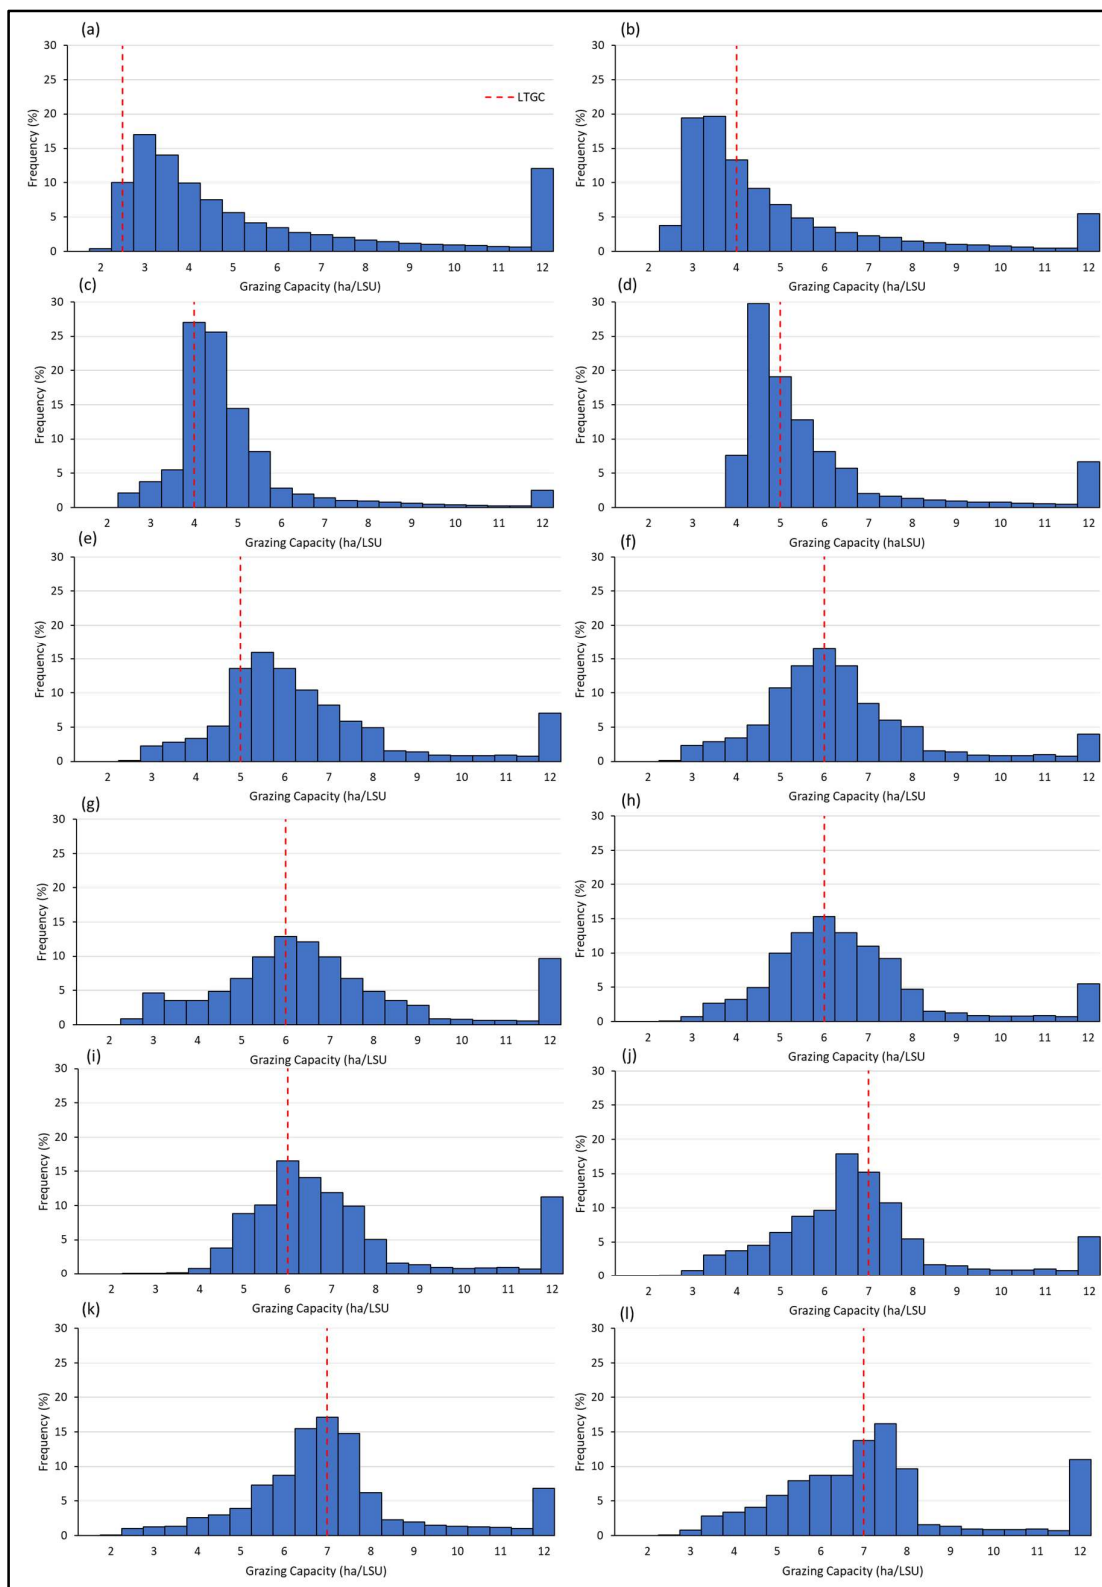 (a)
30
25
20
15
10
5
0
Frequency (%)
LTGC
2 3 4 5 6 7 8 9 10 11 12
Grazing Capacity (ha/LSU)
(b)
30
25
20
15
10
5
0
Frequency (%)
2 3 4 5 6 7 8 9 10 11 12
Grazing Capacity (ha/LSU)
(c)
30
25
20
15
10
5
0
Frequency (%)
2 3 4 5 6 7 8 9 10 11 12
Grazing Capacity (ha/LSU
(d)
30
25
20
15
10
5
0
Frequency (%)
2 3 4 5 6 7 8 9 10 11 12
Grazing Capacity (haLSU)
(e)
30
25
20
15
10
5
0
Frequency (%)
2 3 4 5 6 7 8 9 10 11 12
Grazing Capacity (ha/LSU
(f)
30
25
20
15
10
5
0
Frequency (%)
2 3 4 5 6 7 8 9 10 11 12
Grazing Capacity (ha/LSU
(g)
30
25
20
15
10
5
0
Frequency (%)
2 3 4 5 6 7 8 9 10 11 12
Grazing Capacity (ha/LSU
(h)
30
25
20
15
10
5
0
Frequency (%)
2 3 4 5 6 7 8 9 10 11 12
Grazing Capacity (ha/LSU
(i)
30
25
20
15
10
5
0
Frequency (%)
2 3 4 5 6 7 8 9 10 11 12
Grazing Capacity (ha/LSU
(j)
30
25
20
15
10
5
0
Frequency (%)
2 3 4 5 6 7 8 9 10 11 12
Grazing Capacity (ha/LSU
(k)
30
25
20
15
10
5
0
Frequency (%)
2 3 4 5 6 7 8 9 10 11 12
Grazing Capacity (ha/LSU)
(l)
30
25
20
15
10
5
0
Frequency (%)
2 3 4 5 6 7 8 9 10 11 12
Grazing Capacity (ha/LSU)